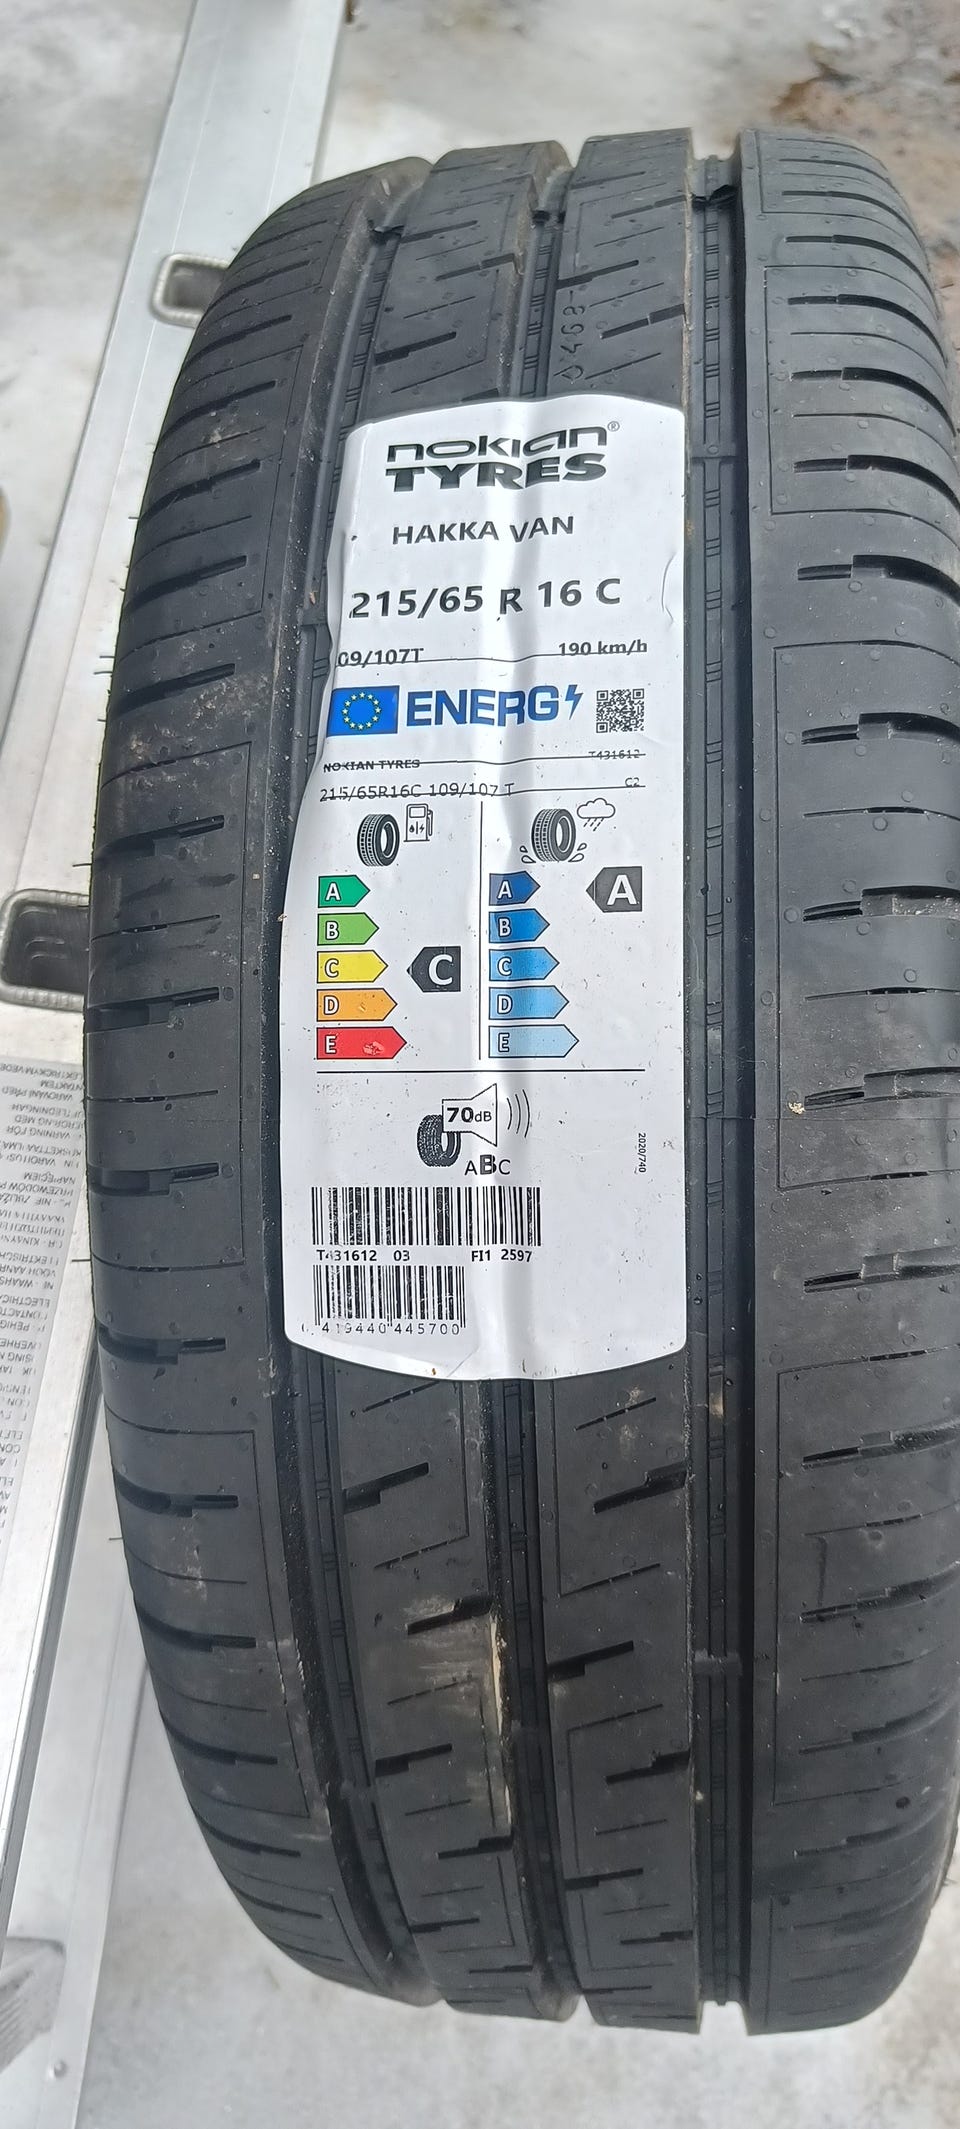 nokian®
TYRES
HAKKA VAN
215/65 R 16 C
09/107T 190 km/h
ENERG
NOKIAN TYRES T431612
215/65R16C 109/107 T C2
A A A
B B
C C C
D D
E E
70dB
ABC
2020/740
T431612 03 FI1 2597
419440 445700